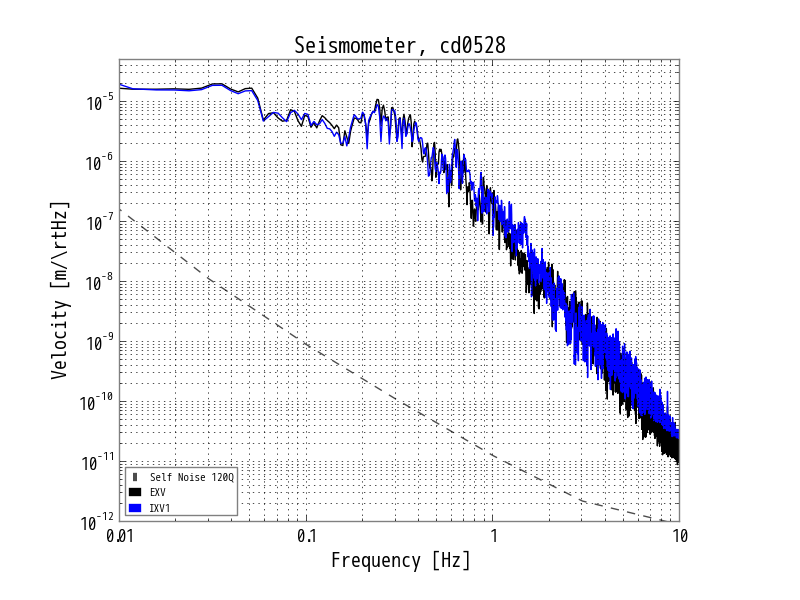 Seismometer, cd0528
Velocity [m/\rtHz]
10-5
10-6
10-7
10-8
10-9
10-10
10-11
10-12
Self Noise 120Q
EXV
IXV1
0.01
0.1
1
10
Frequency [Hz]